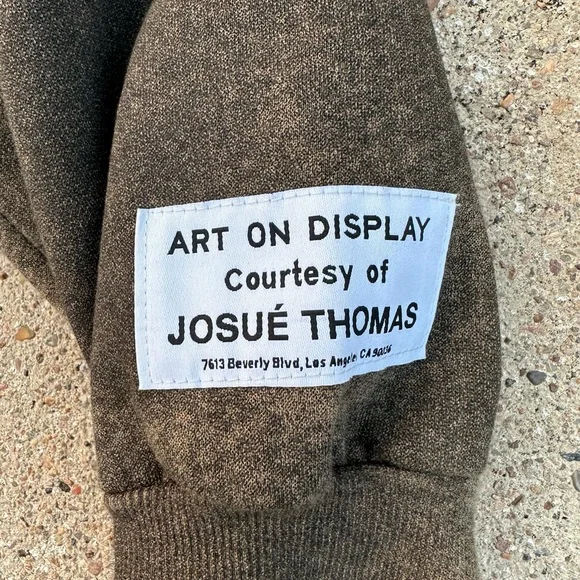 ART ON DISPLAY
Courtesy of
JOSUÉ THOMAS
7613 Beverly Blvd, Los Angeles CA 90036